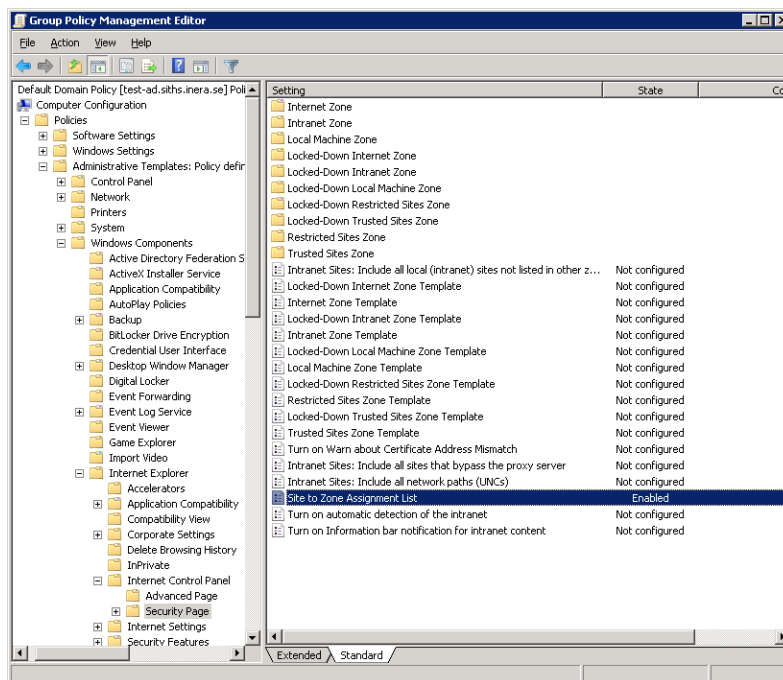 Group Policy Management Editor
File Action View Help
Default Domain Policy [test-ad.siths.inera.se] Poli
Computer Configuration
Policies
Software Settings
Windows Settings
Administrative Templates: Policy defir
Control Panel
Network
Printers
System
Windows Components
Active Directory Federation S
ActiveX Installer Service
Application Compatibility
AutoPlay Policies
Backup
BitLocker Drive Encryption
Credential User Interface
Desktop Window Manager
Digital Locker
Event Forwarding
Event Log Service
Event Viewer
Game Explorer
Import Video
Internet Explorer
Accelerators
Application Compatibility
Compatibility View
Corporate Settings
Delete Browsing History
InPrivate
Internet Control Panel
Advanced Page
Security Page
Internet Settings
Security Features
Setting State Co
Internet Zone
Intranet Zone
Local Machine Zone
Locked-Down Internet Zone
Locked-Down Intranet Zone
Locked-Down Local Machine Zone
Locked-Down Restricted Sites Zone
Locked-Down Trusted Sites Zone
Restricted Sites Zone
Trusted Sites Zone
Intranet Sites: Include all local (intranet) sites not listed in other z... Not configured
Locked-Down Internet Zone Template Not configured
Internet Zone Template Not configured
Locked-Down Intranet Zone Template Not configured
Intranet Zone Template Not configured
Locked-Down Local Machine Zone Template Not configured
Local Machine Zone Template Not configured
Locked-Down Restricted Sites Zone Template Not configured
Restricted Sites Zone Template Not configured
Locked-Down Trusted Sites Zone Template Not configured
Trusted Sites Zone Template Not configured
Turn on Warn about Certificate Address Mismatch Not configured
Intranet Sites: Include all sites that bypass the proxy server Not configured
Intranet Sites: Include all network paths (UNCs) Not configured
Site to Zone Assignment List Enabled
Turn on automatic detection of the intranet Not configured
Turn on Information bar notification for intranet content Not configured
Extended Standard